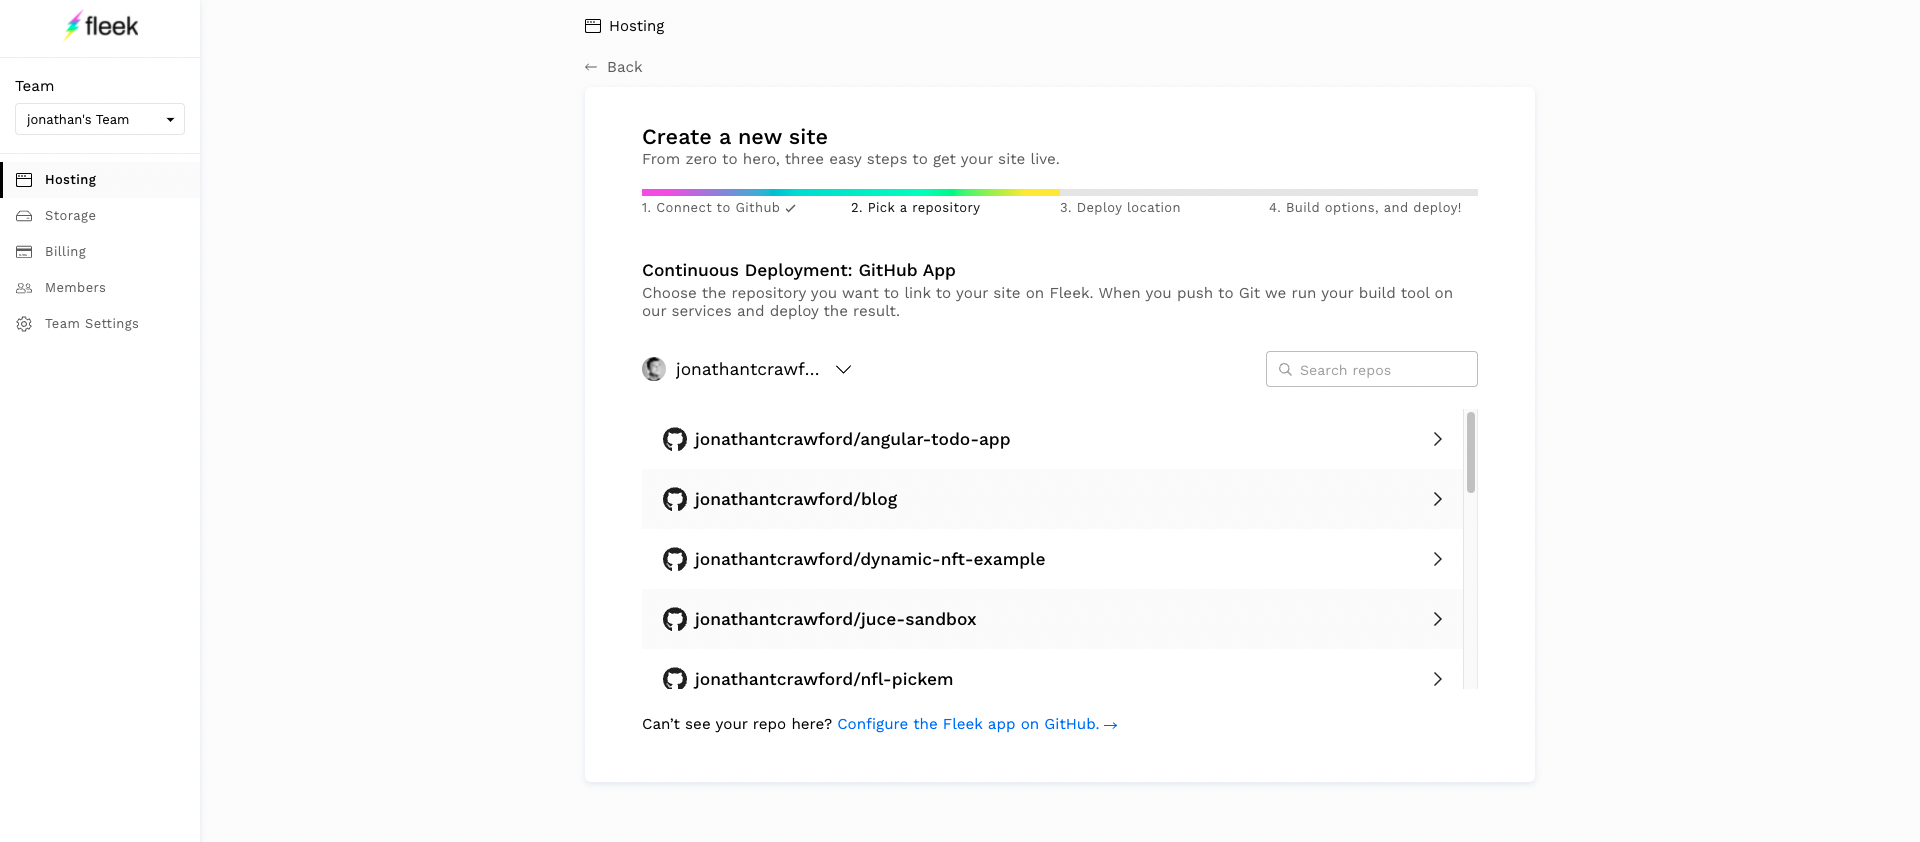 fleek
Team
jonathan's Team
Hosting
Storage
Billing
Members
Team Settings
Hosting
← Back
Create a new site
From zero to hero, three easy steps to get your site live.
1. Connect to Github ✓
2. Pick a repository
3. Deploy location
4. Build options, and deploy!
Continuous Deployment: GitHub App
Choose the repository you want to link to your site on Fleek. When you push to Git we run your build tool on
our services and deploy the result.
jonathantcrawf...
Search repos
jonathantcrawford/angular-todo-app
jonathantcrawford/blog
jonathantcrawford/dynamic-nft-example
jonathantcrawford/juce-sandbox
jonathantcrawford/nfl-pickem
Can’t see your repo here? Configure the Fleek app on GitHub. →